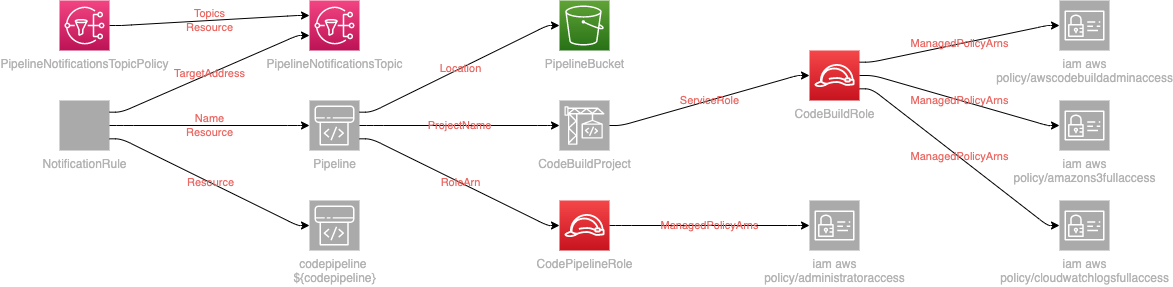 Topics
Resource
PipelineNotificationsTopicPolicy
PipelineNotificationsTopic
PipelineBucket
iam aws
policy/awscodebuildadminaccess
TargetAddress
Location
ManagedPolicyArns
CodeBuildRole
Name
Resource
NotificationRule
Pipeline
ProjectName
CodeBuildProject
ServiceRole
ManagedPolicyArns
iam aws
policy/amazons3fullaccess
ManagedPolicyArns
Resource
codepipeline
${codepipeline}
RoleArn
CodePipelineRole
ManagedPolicyArns
iam aws
policy/administratoraccess
iam aws
policy/cloudwatchlogsfullaccess